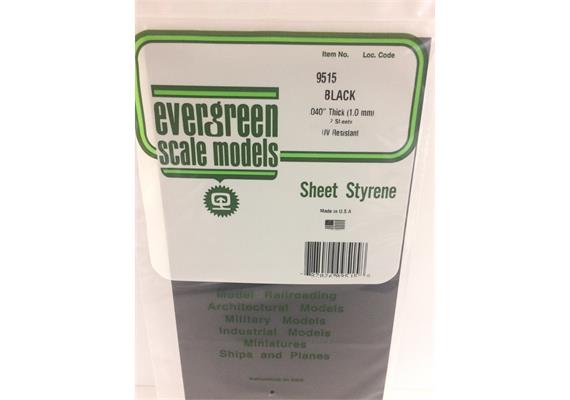 Item No. Loc. Code
9515
BLACK
.040" Thick (1.0 mm)
2 Sheets
UV Resistant
evergreen
scale models
Sheet Styrene
Made in U.S.A
Model Railroading
Architectural Models
Military Models
Industrial Models
Miniatures
Ships and Planes